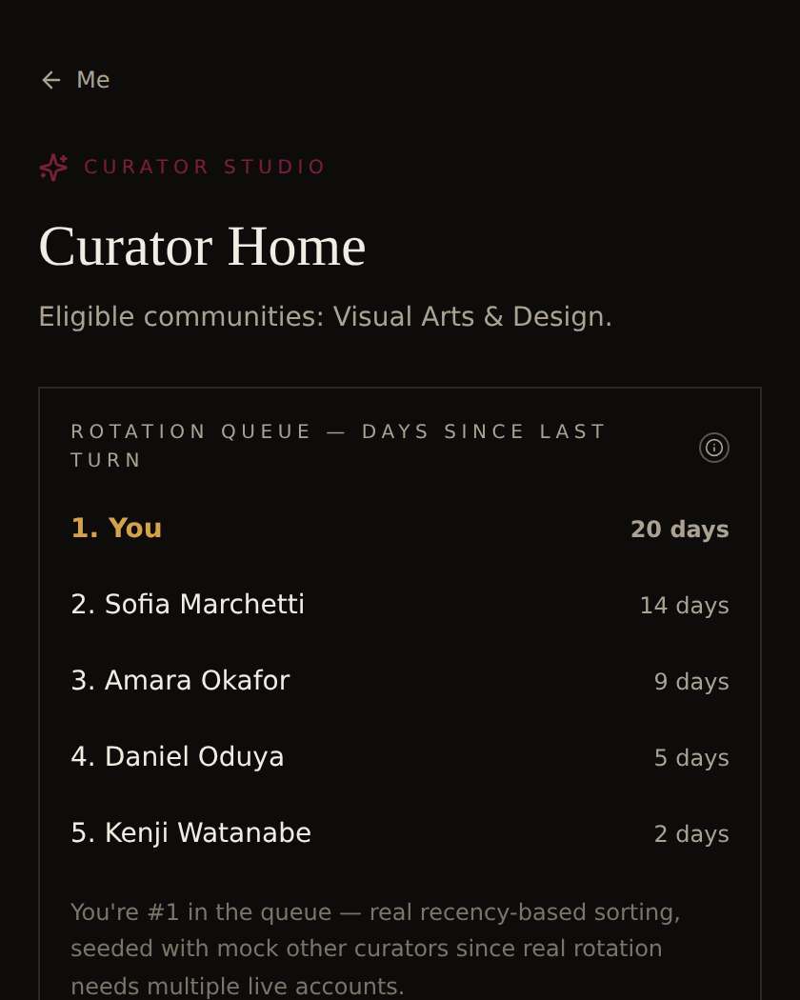 Me
CURATOR STUDIO
Curator Home
Eligible communities: Visual Arts & Design.
ROTATION QUEUE — DAYS SINCE LAST
TURN
1. You 20 days
2. Sofia Marchetti 14 days
3. Amara Okafor 9 days
4. Daniel Oduya 5 days
5. Kenji Watanabe 2 days
You're #1 in the queue — real recency-based sorting,
seeded with mock other curators since real rotation
needs multiple live accounts.